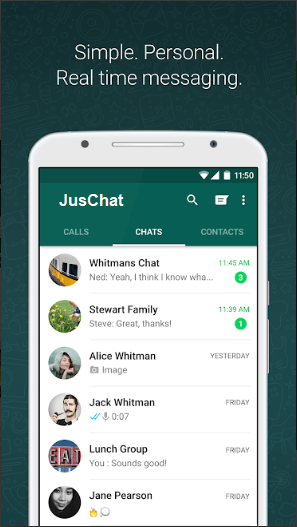 Simple. Personal.
Real time messaging.
11:50
JusChat
CALLS CHATS CONTACTS
Whitmans Chat 11:45 AM
Ned: Yeah, I think I know wha... 3
Stewart Family 11:39 AM
Steve: Great, thanks! 1
Alice Whitman YESTERDAY
Image
Jack Whitman FRIDAY
0:07
EAT
Lunch Group FRIDAY
You : Sounds good!
Jane Pearson FRIDAY